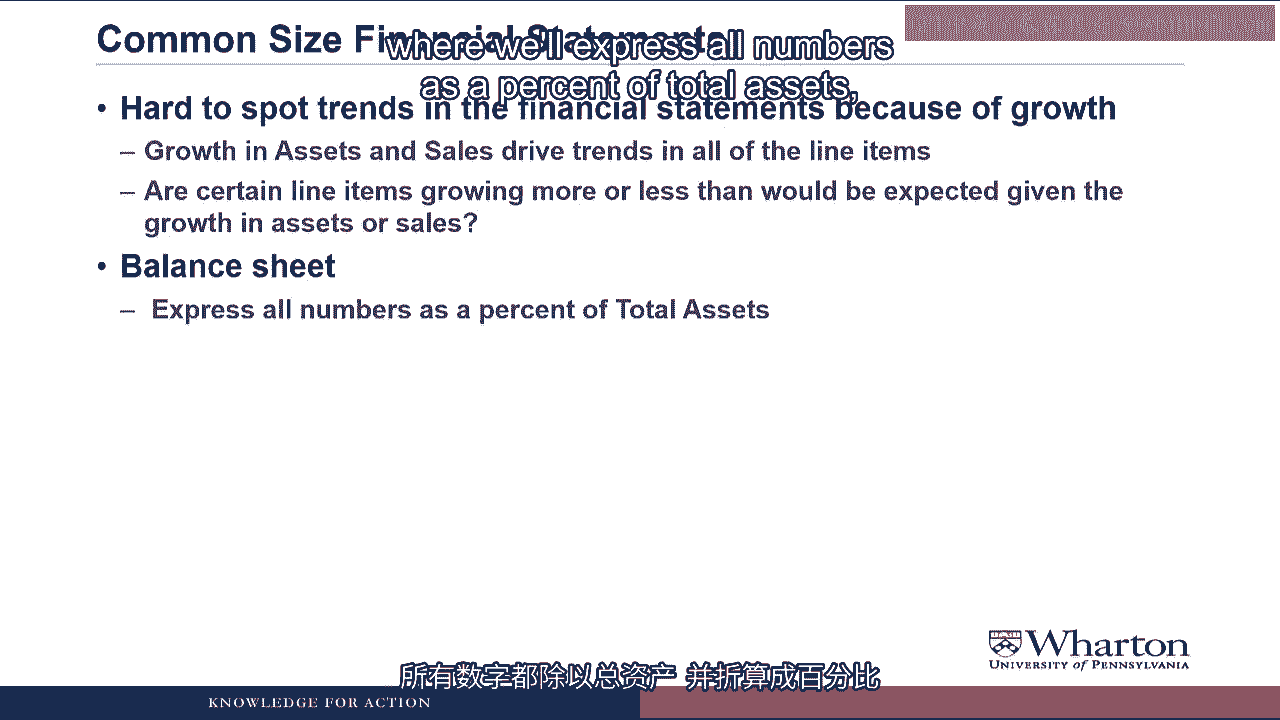 Common Size Financial Statements
where we'll express all numbers
as a percent of total assets,
• Hard to spot trends in the financial statements because of growth
– Growth in Assets and Sales drive trends in all of the line items
– Are certain line items growing more or less than would be expected given the
growth in assets or sales?
• Balance sheet
– Express all numbers as a percent of Total Assets
Wharton
UNIVERSITY of PENNSYLVANIA
所有数字都除以总资产 并折算成百分比
KNOWLEDGE FOR ACTION